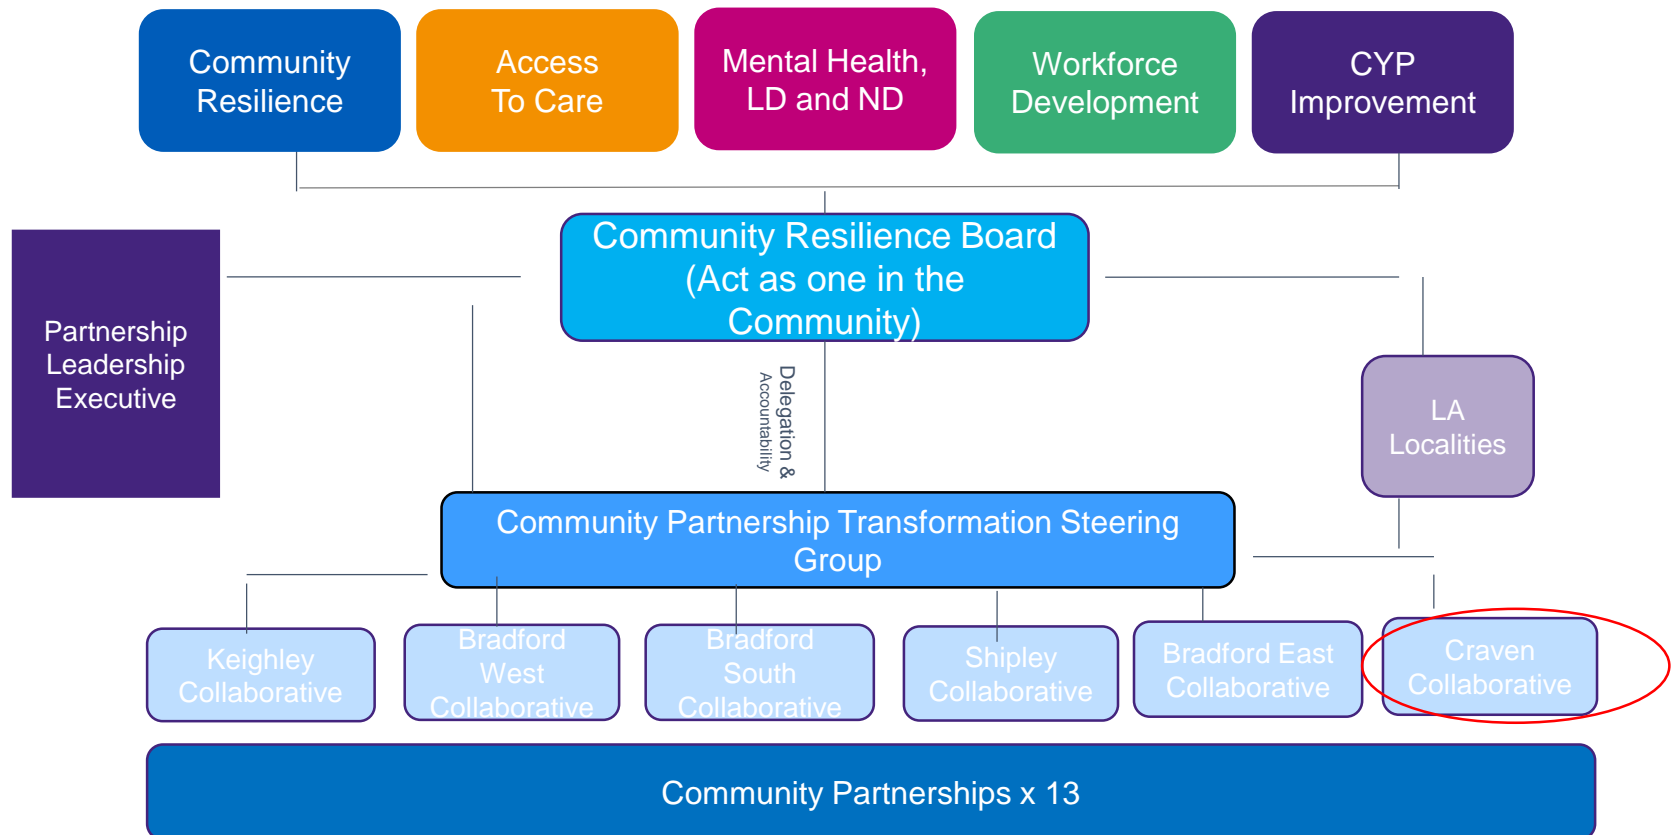 Community
Resilience
Access
To Care
Mental Health,
LD and ND
Workforce
Development
CYP
Improvement
Community Resilience Board
(Act as one in the
Community)
Partnership
Leadership
Executive
Delegation &
Accountability
LA
Localities
Community Partnership Transformation Steering
Group
Keighley
Collaborative
Bradford
West
Collaborative
Bradford
South
Collaborative
Shipley
Collaborative
Bradford East
Collaborative
Craven
Collaborative
Community Partnerships x 13